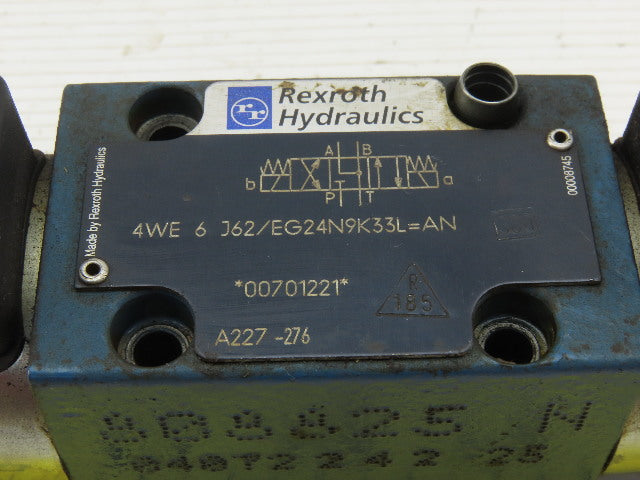 Rexroth
Hydraulics
Made by Rexroth Hydraulics
00008745
A B
b a
P T
4WE 6 J62/EG24N9K33L=AN
*00701221*
R
185
A227 -276